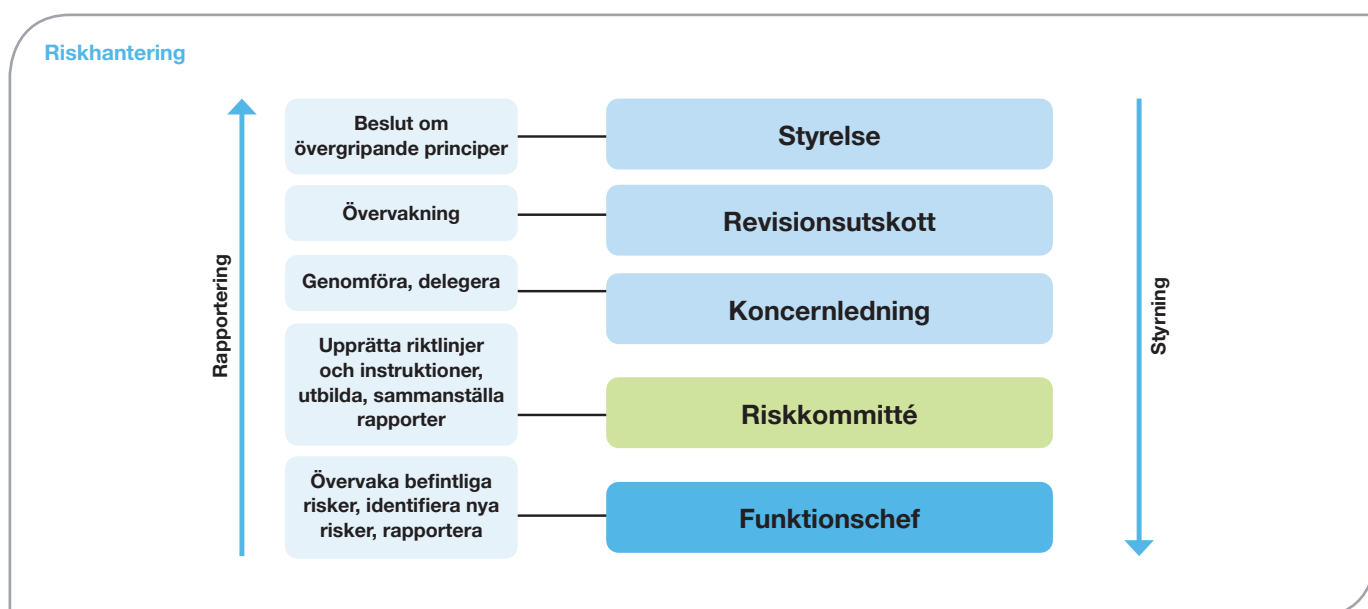 Riskhantering
Rapportering
Beslut om
övergripande principer
Styrelse
Övervakning
Revisionsutskott
Genomföra, delegera
Koncernledning
Upprätta riktlinjer
och instruktioner,
utbilda, sammanställa
rapporter
Riskkommitté
Övervaka befintliga
risker, identifiera nya
risker, rapportera
Funktionschef
Styrning